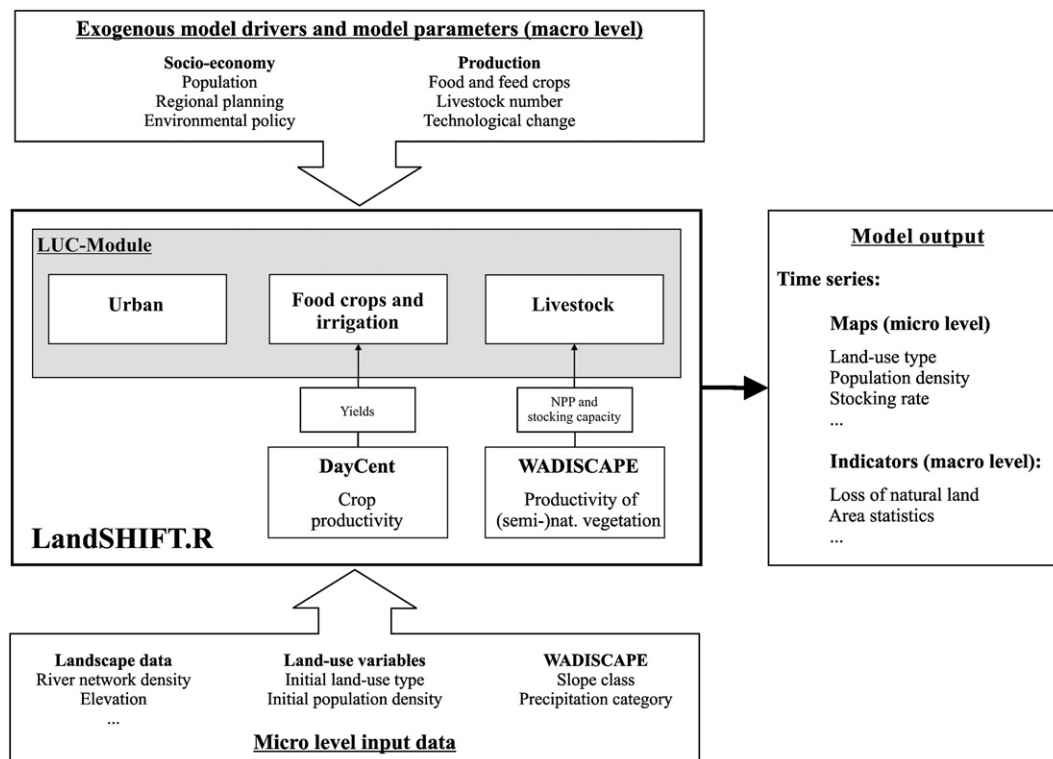 Exogenous model drivers and model parameters (macro level)
Socio-economy
Population
Regional planning
Environmental policy
Production
Food and feed crops
Livestock number
Technological change
LUC-Module
Urban
Food crops and
irrigation
Livestock
Yields
NPP and
stocking capacity
DayCent
Crop
productivity
WADISCAPE
Productivity of
(semi-)nat. vegetation
LandSHIFT.R
Model output
Time series:
Maps (micro level)
Land-use type
Population density
Stocking rate
...
Indicators (macro level):
Loss of natural land
Area statistics
...
Landscape data
River network density
Elevation
...
Land-use variables
Initial land-use type
Initial population density
WADISCAPE
Slope class
Precipitation category
Micro level input data